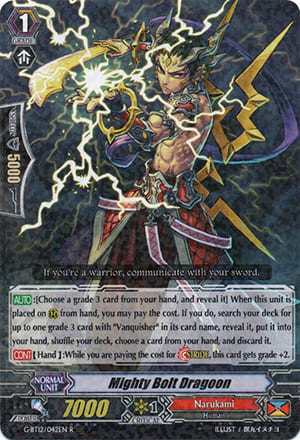 GRADE
1
SHIELD
5000
If you're a warrior, communicate with your sword.
AUTO:[Choose a grade 3 card from your hand, and reveal it] When this unit is
placed on from hand, you may pay the cost. If you do, search your deck for
up to one grade 3 card with "Vanquisher" in its card name, reveal it, put it into
your hand, shuffle your deck, choose a card from your hand, and discard it.
CONT [Hand]:While you are paying the cost for STRIDE, this card gets grade +2.
NORMAL
UNIT
Mighty Bolt Dragoon
POWER
7000
1
CRITICAL
Narukami
Human
G-BT12/042EN R